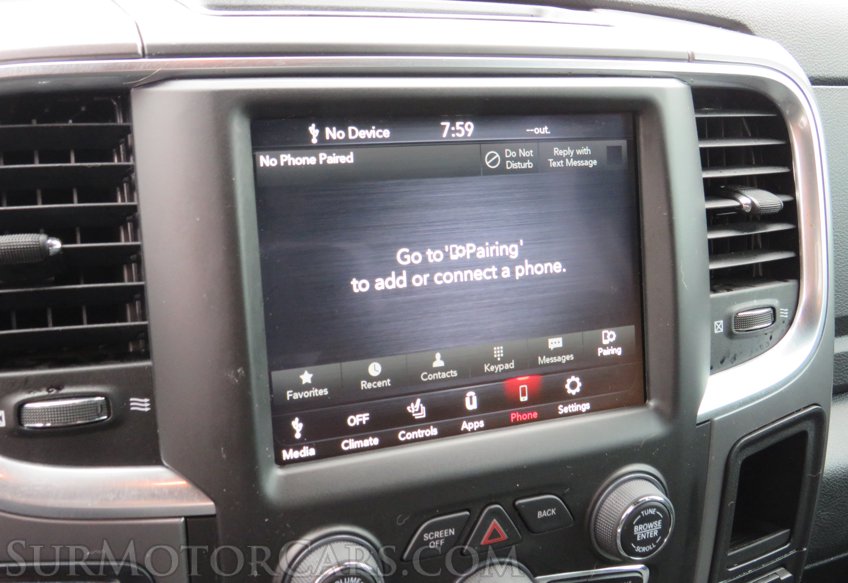 No Device 7:59 --out.
No Phone Paired
Do Not
Disturb
Reply with
Text Message
Go to 'Pairing'
to add or connect a phone.
Favorites Recent Contacts Keypad Messages Pairing
OFF
Media Climate Controls Apps Phone Settings
SCREEN
OFF
BACK
TUNE
BROWSE
ENTER
SCROLL
VOLUME
SURMOTORCARS.COM